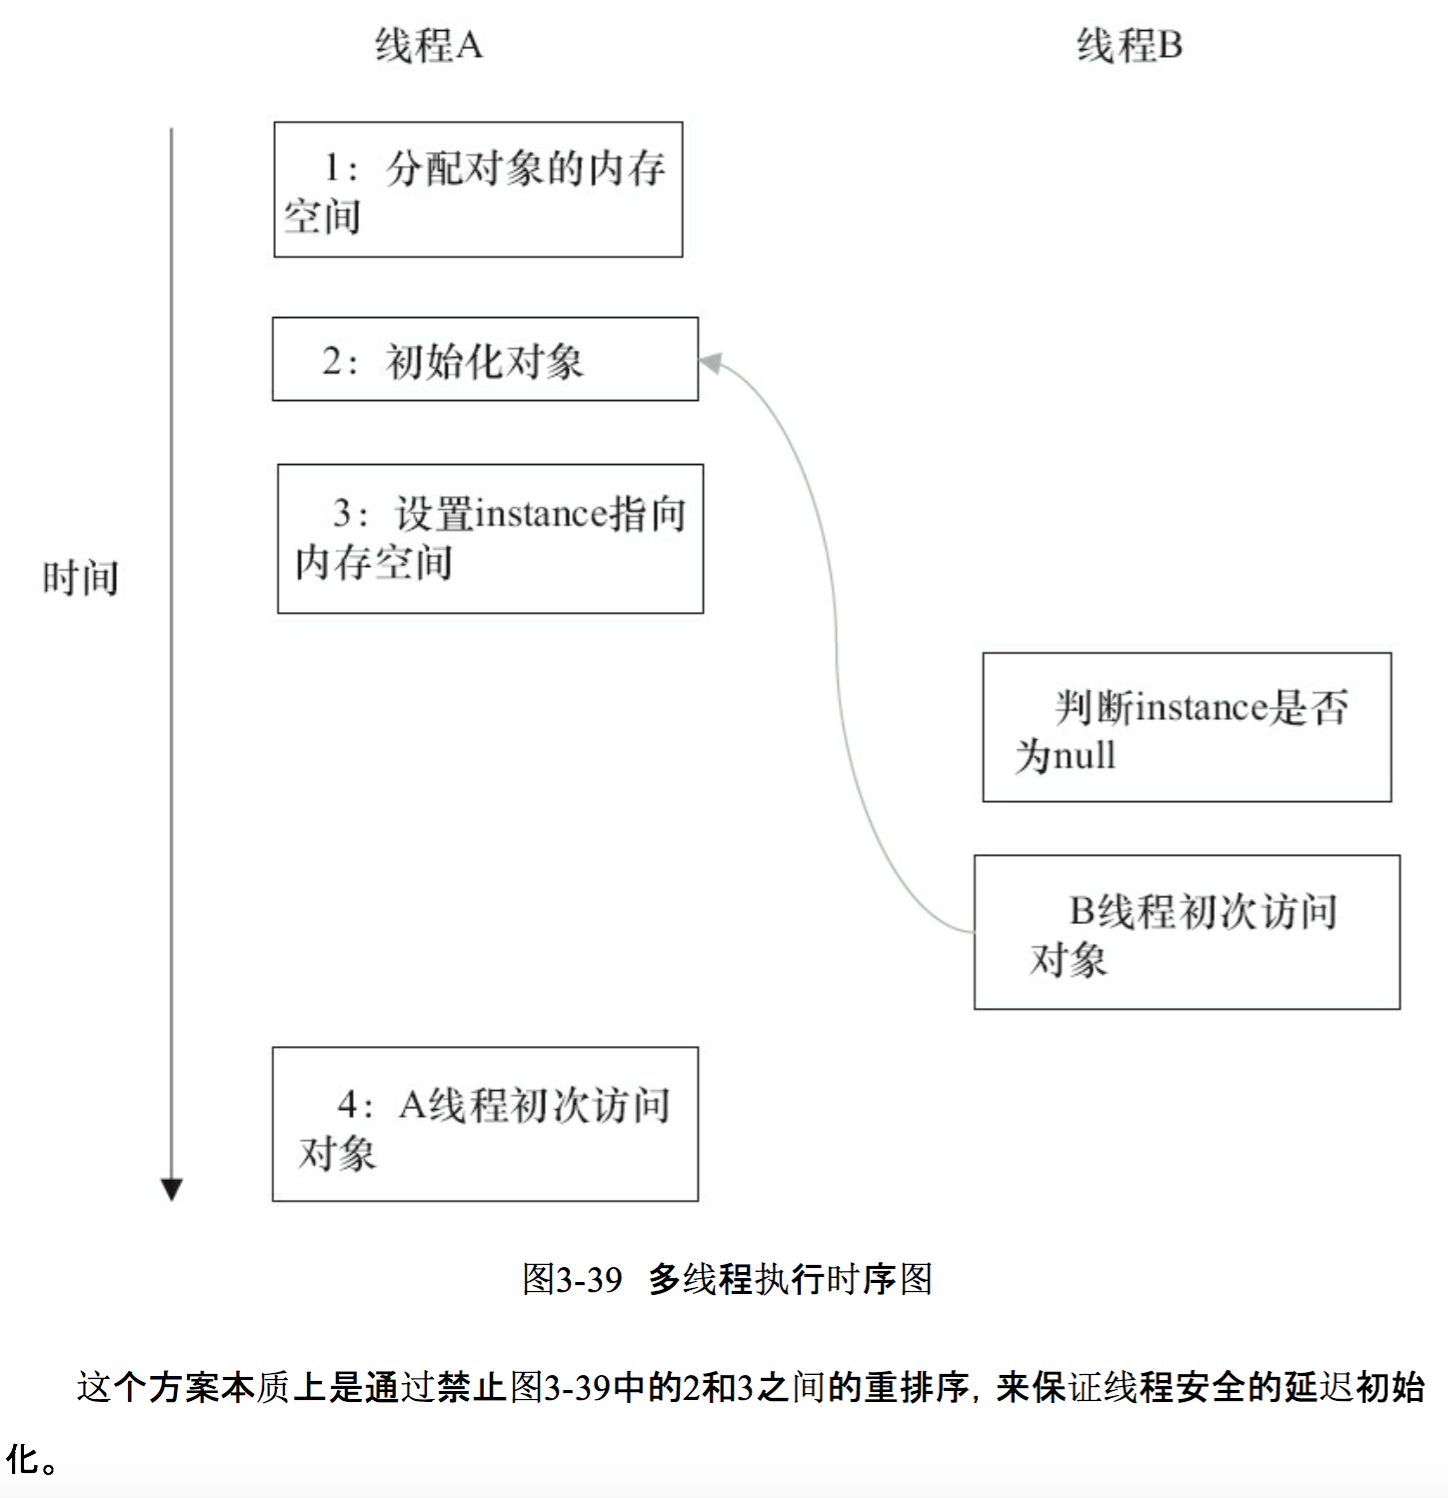 线程A
线程B
1：分配对象的内存
空间
2：初始化对象
3：设置instance指向
内存空间
时间
判断instance是否
为null
B线程初次访问
对象
4：A线程初次访问
对象
图3-39 多线程执行时序图
这个方案本质上是通过禁止图3-39中的2和3之间的重排序，来保证线程安全的延迟初始
化。